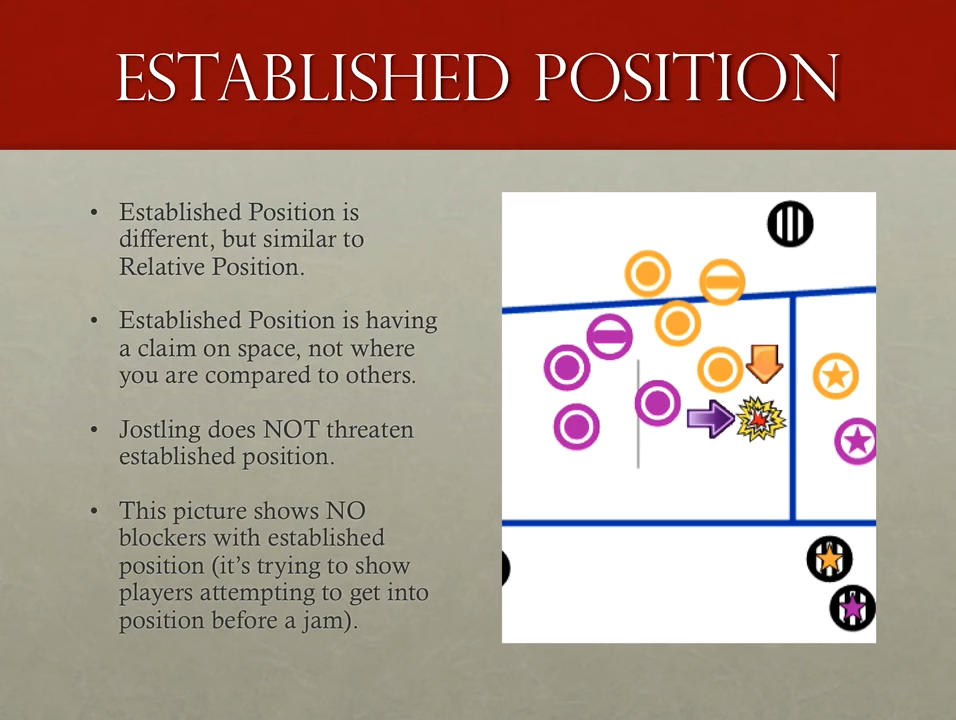 ESTABLISHED POSITION
• Established Position is
different, but similar to
Relative Position.
• Established Position is having
a claim on space, not where
you are compared to others.
• Jostling does NOT threaten
established position.
• This picture shows NO
blockers with established
position (it’s trying to show
players attempting to get into
position before a jam).